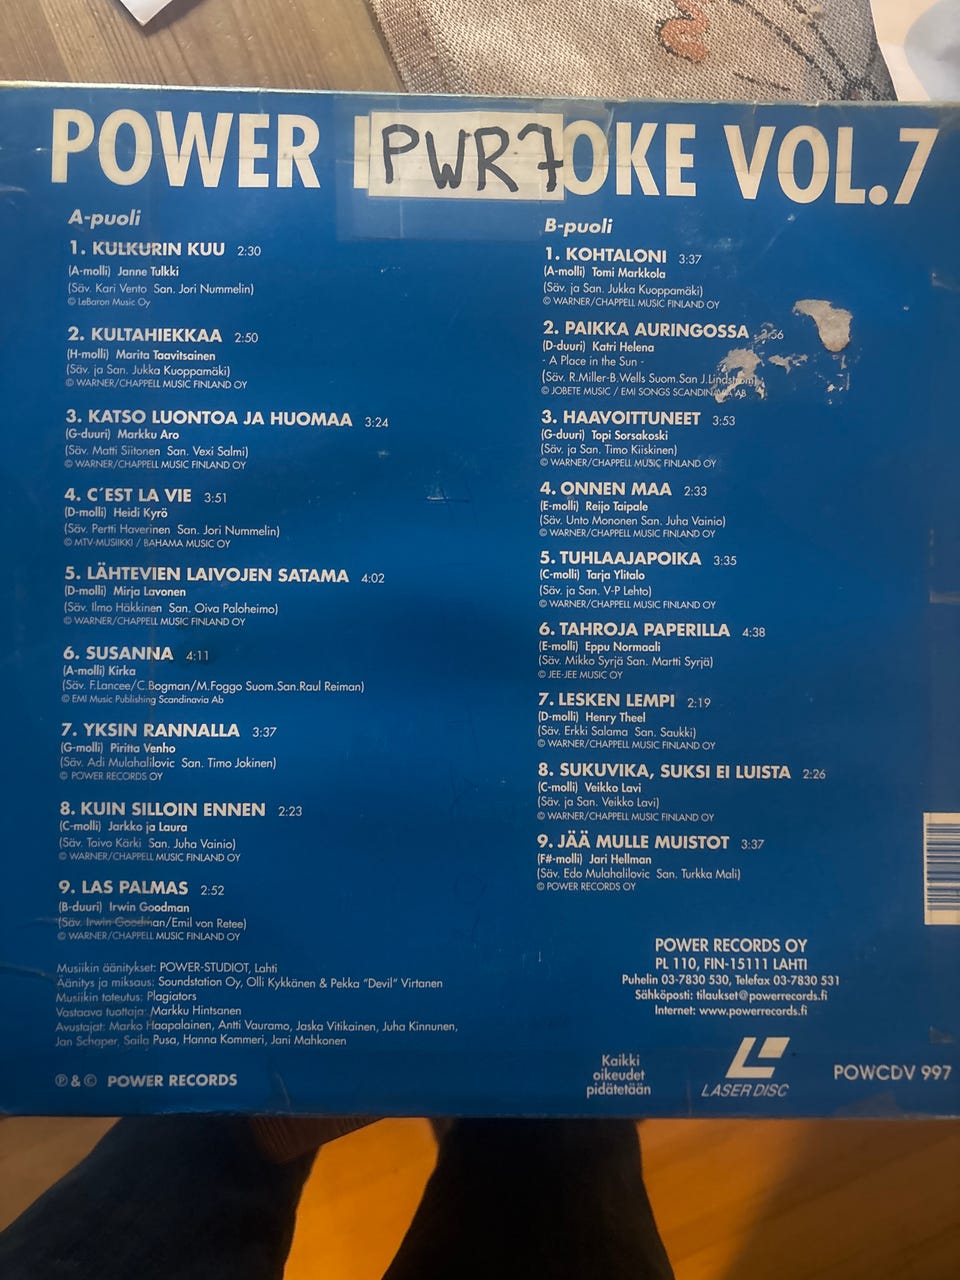 POWER
PWR7
OKE VOL.7
A-puoli
1. KULKURIN KUU 2:30
(A-molli) Janne Tulkki
(Säv. Kari Vento San. Jori Nummelin)
© LeBaron Music Oy
2. KULTAHIEKKAA 2:50
(H-molli) Marita Taavitsainen
(Säv. ja San. Jukka Kuoppamäki)
© WARNER/CHAPPELL MUSIC FINLAND OY
3. KATSO LUONTOA JA HUOMAA 3:24
(G-duuri) Markku Aro
(Säv. Matti Siitonen San. Vexi Salmi)
© WARNER/CHAPPELL MUSIC FINLAND OY
4. C´EST LA VIE 3:51
(D-molli) Heidi Kyrö
(Säv. Pertti Haverinen San. Jori Nummelin)
© MTV-MUSIIKKI / BAHAMA MUSIC OY
5. LÄHTEVIEN LAIVOJEN SATAMA 4:02
(D-molli) Mirja Lavonen
(Säv. Ilmo Häkkinen San. Oiva Paloheimo)
© WARNER/CHAPPELL MUSIC FINLAND OY
6. SUSANNA 4:11
(A-molli) Kirka
(Säv. F.Lancee/C.Bogman/M.Foggo Suom.San.Raul Reiman)
© EMI Music Publishing Scandinavia Ab
7. YKSIN RANNALLA 3:37
(G-molli) Piritta Venho
(Säv. Adi Mulahalilovic San. Timo Jokinen)
© POWER RECORDS OY
8. KUIN SILLOIN ENNEN 2:23
(C-molli) Jarkko ja Laura
(Säv. Toivo Kärki San. Juha Vainio)
© WARNER/CHAPPELL MUSIC FINLAND OY
9. LAS PALMAS 2:52
(B-duuri) Irwin Goodman
(Säv. Irwin Goodman/Emil von Retee)
© WARNER/CHAPPELL MUSIC FINLAND OY
Musiikin äänitykset: POWER-STUDIOT, Lahti
Äänitys ja miksaus: Soundstation Oy, Olli Kykkänen & Pekka "Devil" Virtanen
Musiikin toteutus: Plagiators
Vastaava tuottaja: Markku Hintsanen
Avustajat: Marko Haapalainen, Antti Vauramo, Jaska Vitikainen, Juha Kinnunen,
Jan Schaper, Saila Pusa, Hanna Kommeri, Jani Mahkonen
℗ & © POWER RECORDS
B-puoli
1. KOHTALONI 3:37
(A-molli) Tomi Markkola
(Säv. ja San. Jukka Kuoppamäki)
© WARNER/CHAPPELL MUSIC FINLAND OY
2. PAIKKA AURINGOSSA 3:56
(D-duuri) Katri Helena
- A Place in the Sun -
(Säv. R.Miller-B.Wells Suom.San J.Lindström)
© JOBETE MUSIC / EMI SONGS SCANDINAVIA AB
3. HAAVOITTUNEET 3:53
(G-duuri) Topi Sorsakoski
(Säv. ja San. Timo Kiiskinen)
© WARNER/CHAPPELL MUSIC FINLAND OY
4. ONNEN MAA 2:33
(E-molli) Reijo Taipale
(Säv. Unto Mononen San. Juha Vainio)
© WARNER/CHAPPELL MUSIC FINLAND OY
5. TUHLAAJAPOIKA 3:35
(C-molli) Tarja Ylitalo
(Säv. ja San. V-P Lehto)
© WARNER/CHAPPELL MUSIC FINLAND OY
6. TAHROJA PAPERILLA 4:38
(E-molli) Eppu Normaali
(Säv. Mikko Syrjä San. Martti Syrjä)
© JEE-JEE MUSIC OY
7. LESKEN LEMPI 2:19
(D-molli) Henry Theel
(Säv. Erkki Salama San. Saukki)
© WARNER/CHAPPELL MUSIC FINLAND OY
8. SUKUVIKA, SUKSI EI LUISTA 2:26
(C-molli) Veikko Lavi
(Säv. ja San. Veikko Lavi)
© WARNER/CHAPPELL MUSIC FINLAND OY
9. JÄÄ MULLE MUISTOT 3:37
(F#-molli) Jari Hellman
(Säv. Edo Mulahalilovic San. Turkka Mali)
© POWER RECORDS OY
POWER RECORDS OY
PL 110, FIN-15111 LAHTI
Puhelin 03-7830 530, Telefax 03-7830 531
Sähköposti: tilaukset@powerrecords.fi
Internet: www.powerrecords.fi
Kaikki
oikeudet
pidätetään
LASERDISC
POWCDV 997